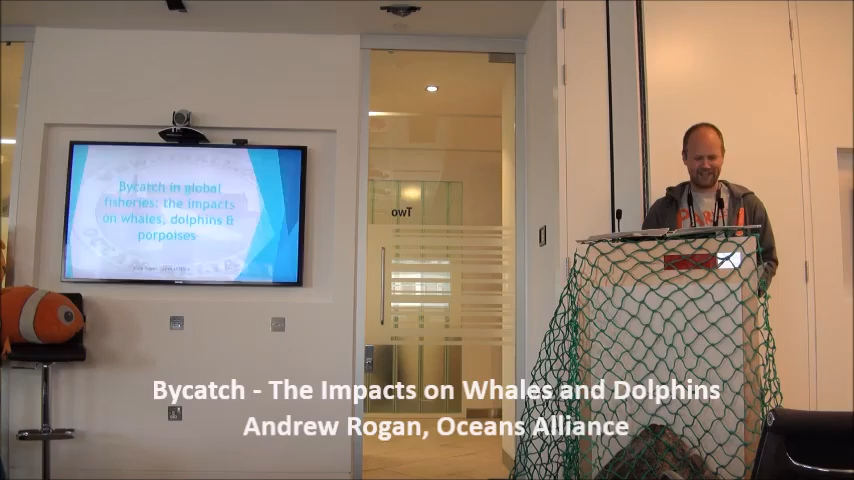 Bycatch in global
fisheries: the impacts
on whales, dolphins &
porpoises
Two
Bycatch - The Impacts on Whales and Dolphins
Andrew Rogan, Oceans Alliance